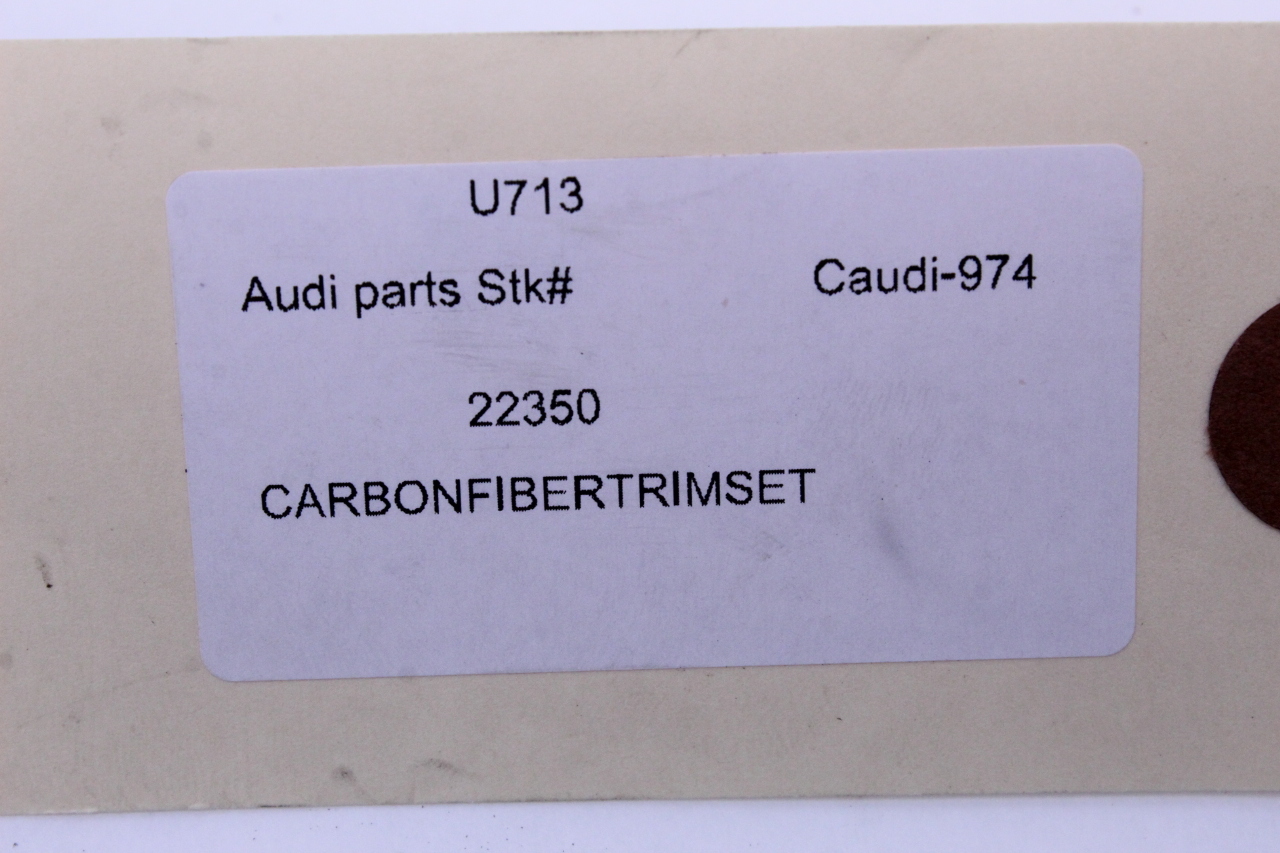 U713
Audi parts Stk# Caudi-974
22350
CARBONFIBERTRIMSET